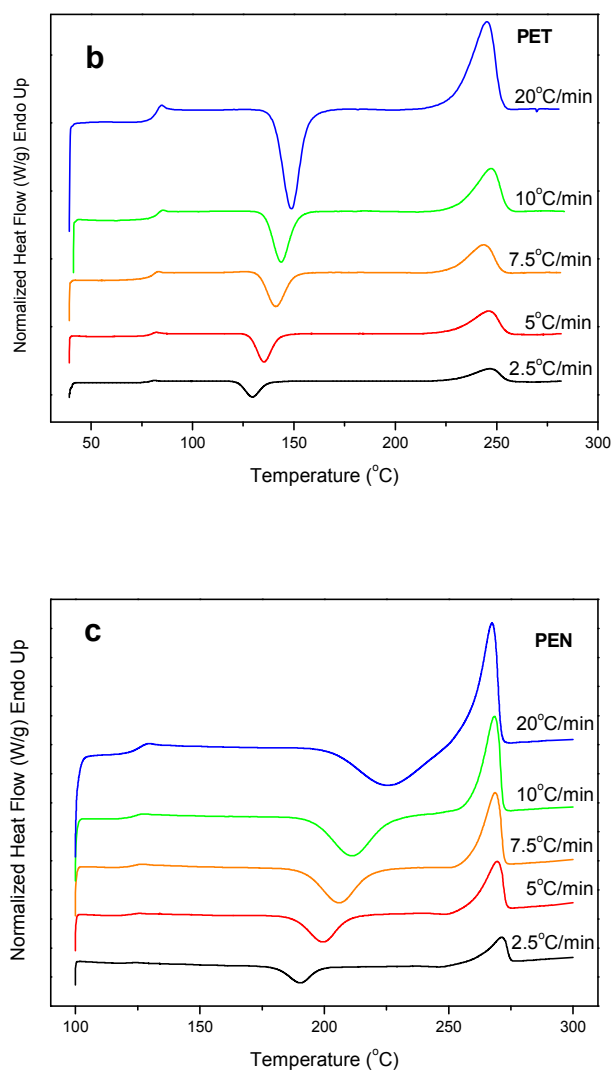 b
PET
20°C/min
10°C/min
7.5°C/min
5°C/min
2.5°C/min
Normalized Heat Flow (W/g) Endo Up
50 100 150 200 250 300
Temperature (°C)
c
PEN
20°C/min
10°C/min
7.5°C/min
5°C/min
2.5°C/min
Normalized Heat Flow (W/g) Endo Up
100 150 200 250 300
Temperature (°C)